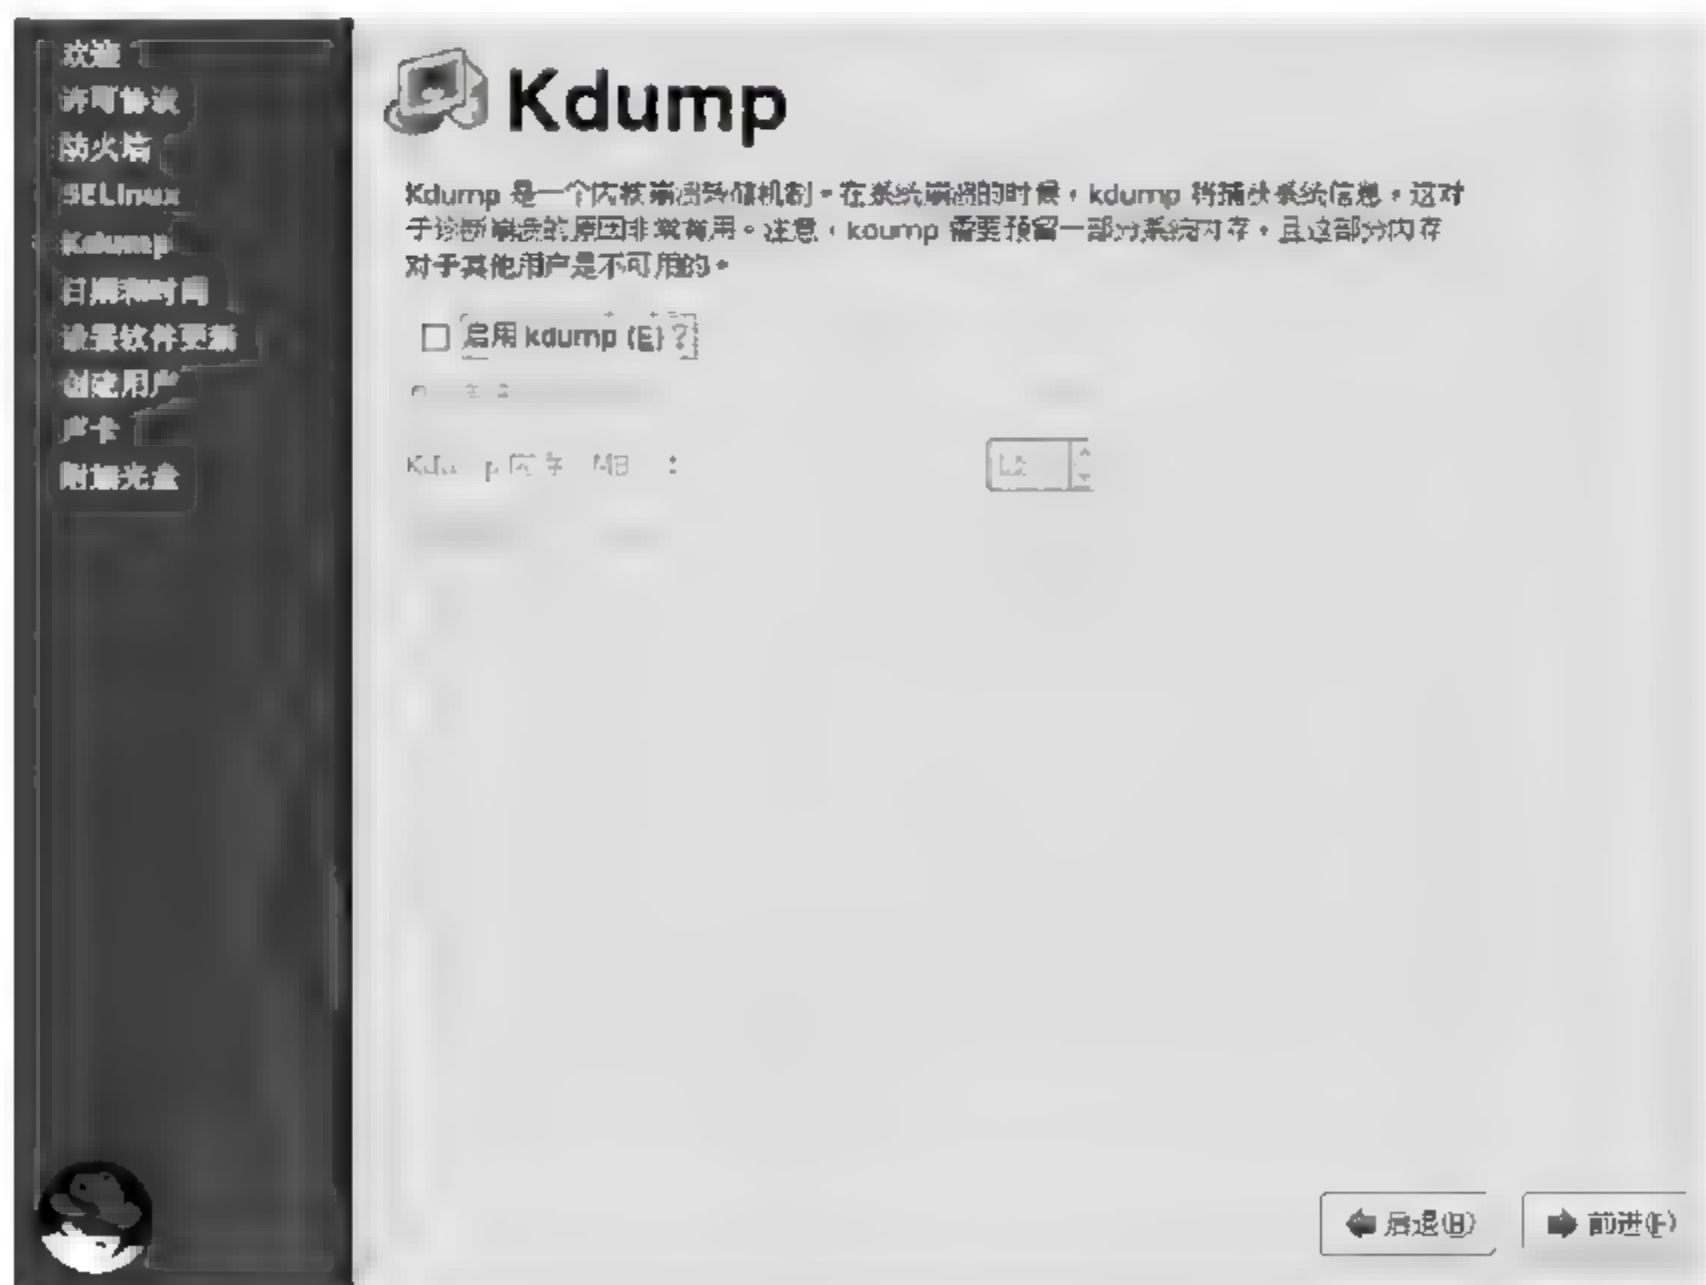 欢迎
许可协议
防火墙
SELinux
Kdump
日期和时间
设置软件更新
创建用户
声卡
附加光盘
Kdump
Kdump 是一个内核崩溃转储机制。在系统崩溃的时候,kdump 将捕获系统信息,这对
于诊断崩溃的原因非常有用。注意,kdump 需要预留一部分系统内存,且这部分内存
对于其他用户是不可用的。
启用 kdump (E)?
Kdump 内存 MB :
后退(B)
前进(F)